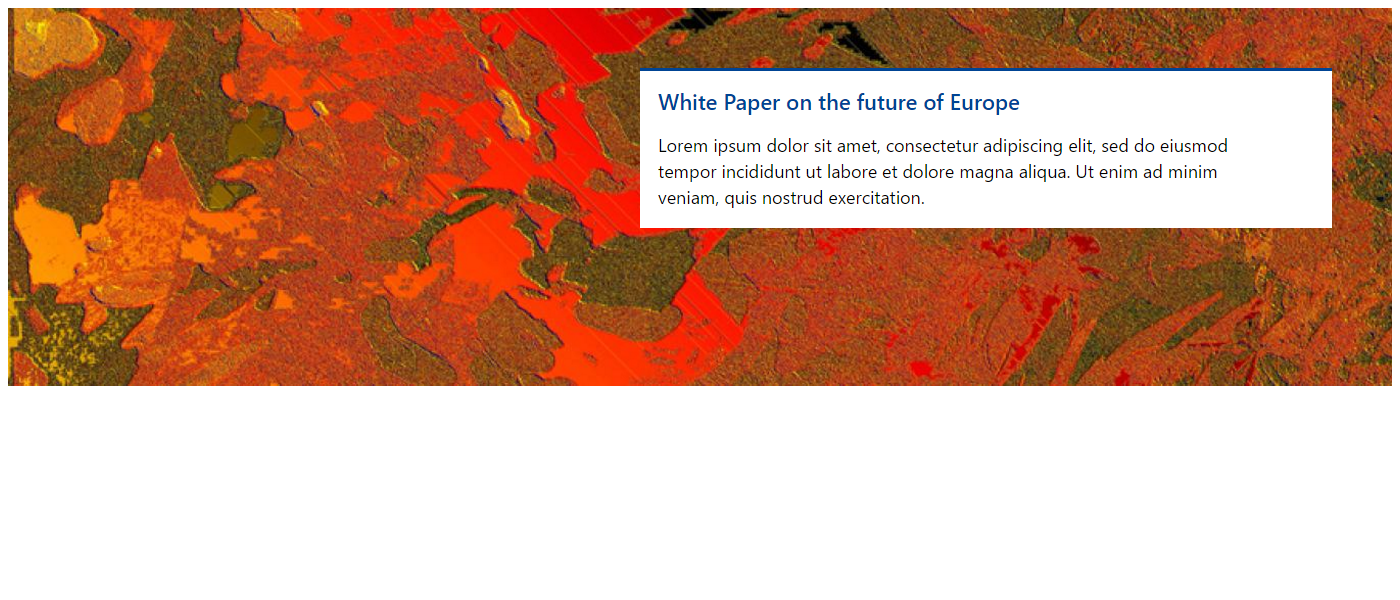 White Paper on the future of Europe
Lorem ipsum dolor sit amet, consectetur adipiscing elit, sed do eiusmod
tempor incididunt ut labore et dolore magna aliqua. Ut enim ad minim
veniam, quis nostrud exercitation.